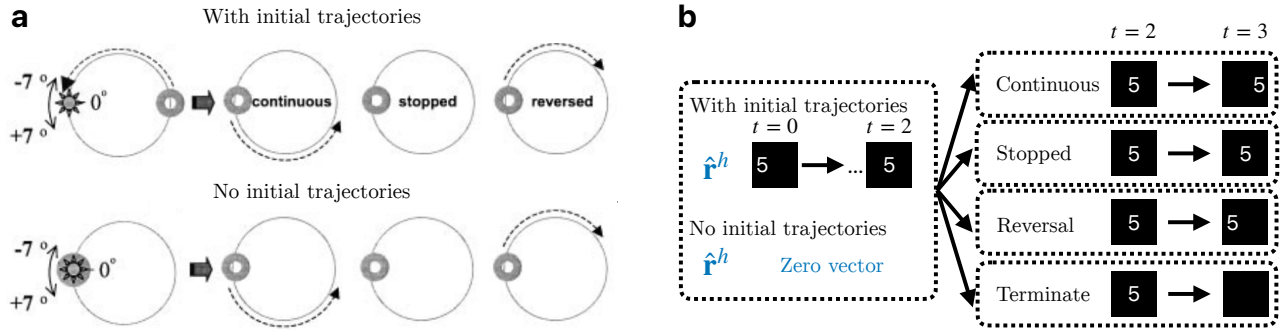 a
With initial trajectories
-7 °
0°
+7 °
continuous
stopped
reversed
No initial trajectories
-7 °
0°
+7 °
b
With initial trajectories
t = 0
t = 2
r̂ʰ
5
...
5
No initial trajectories
r̂ʰ
Zero vector
t = 2
t = 3
Continuous
5
5
Stopped
5
5
Reversal
5
5
Terminate
5